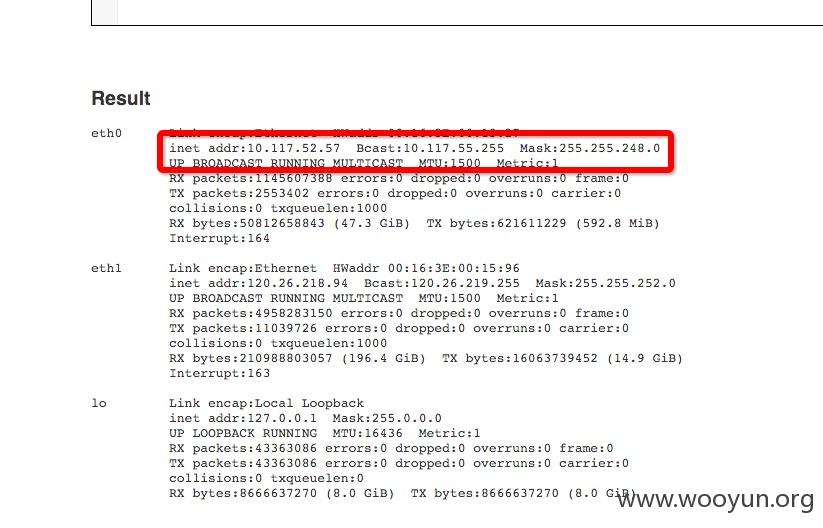 Result
eth0 Link encap:Ethernet HWaddr
inet addr:10.117.52.57 Bcast:10.117.55.255 Mask:255.255.248.0
UP BROADCAST RUNNING MULTICAST MTU:1500 Metric:1
RX packets:1145607388 errors:0 dropped:0 overruns:0 frame:0
TX packets:2553402 errors:0 dropped:0 overruns:0 carrier:0
collisions:0 txqueuelen:1000
RX bytes:50812658843 (47.3 GiB) TX bytes:621611229 (592.8 MiB)
Interrupt:164
eth1 Link encap:Ethernet HWaddr 00:16:3E:00:15:96
inet addr:120.26.218.94 Bcast:120.26.219.255 Mask:255.255.252.0
UP BROADCAST RUNNING MULTICAST MTU:1500 Metric:1
RX packets:4958283150 errors:0 dropped:0 overruns:0 frame:0
TX packets:11039726 errors:0 dropped:0 overruns:0 carrier:0
collisions:0 txqueuelen:1000
RX bytes:210988803057 (196.4 GiB) TX bytes:16063739452 (14.9 GiB)
Interrupt:163
lo Link encap:Local Loopback
inet addr:127.0.0.1 Mask:255.0.0.0
UP LOOPBACK RUNNING MTU:16436 Metric:1
RX packets:43363086 errors:0 dropped:0 overruns:0 frame:0
TX packets:43363086 errors:0 dropped:0 overruns:0 carrier:0
collisions:0 txqueuelen:0
RX bytes:8666637270 (8.0 GiB) TX bytes:8666637270 (8.0 GiB)
www.wooyun.org